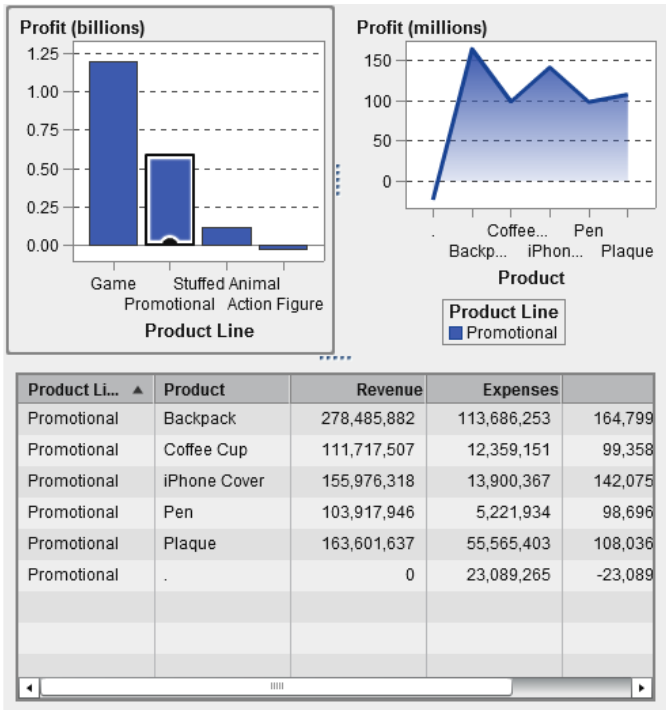 Profit (billions)
1.25
1.00
0.75
0.50
0.25
0.00
Game
Stuffed Animal
Promotional
Action Figure
Product Line
Profit (millions)
150
100
50
0
.
Coffee...
Pen
Backp...
iPhon...
Plaque
Product
Product Line
Promotional
Product Li... Product Revenue Expenses
Promotional Backpack 278,485,882 113,686,253 164,799
Promotional Coffee Cup 111,717,507 12,359,151 99,358
Promotional iPhone Cover 155,976,318 13,900,367 142,075
Promotional Pen 103,917,946 5,221,934 98,696
Promotional Plaque 163,601,637 55,565,403 108,036
Promotional . 0 23,089,265 -23,089